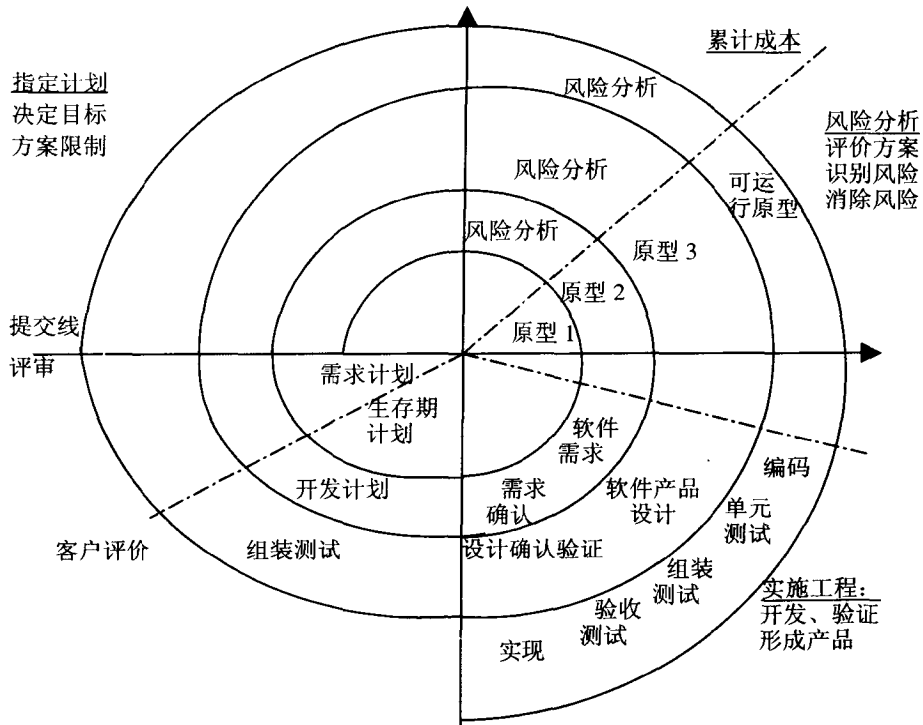 累计成本
指定计划
决定目标
方案限制
风险分析
风险分析
评价方案
识别风险
消除风险
风险分析
可运
行原型
风险分析
原型 3
原型 2
原型 1
提交线
评审
需求计划
生存期
计划
软件
需求
编码
开发计划
需求
确认
软件产品
设计
单元
测试
客户评价
组装测试
设计确认验证
组装
测试
实施工程：
开发、验证
形成产品
验收
测试
实现